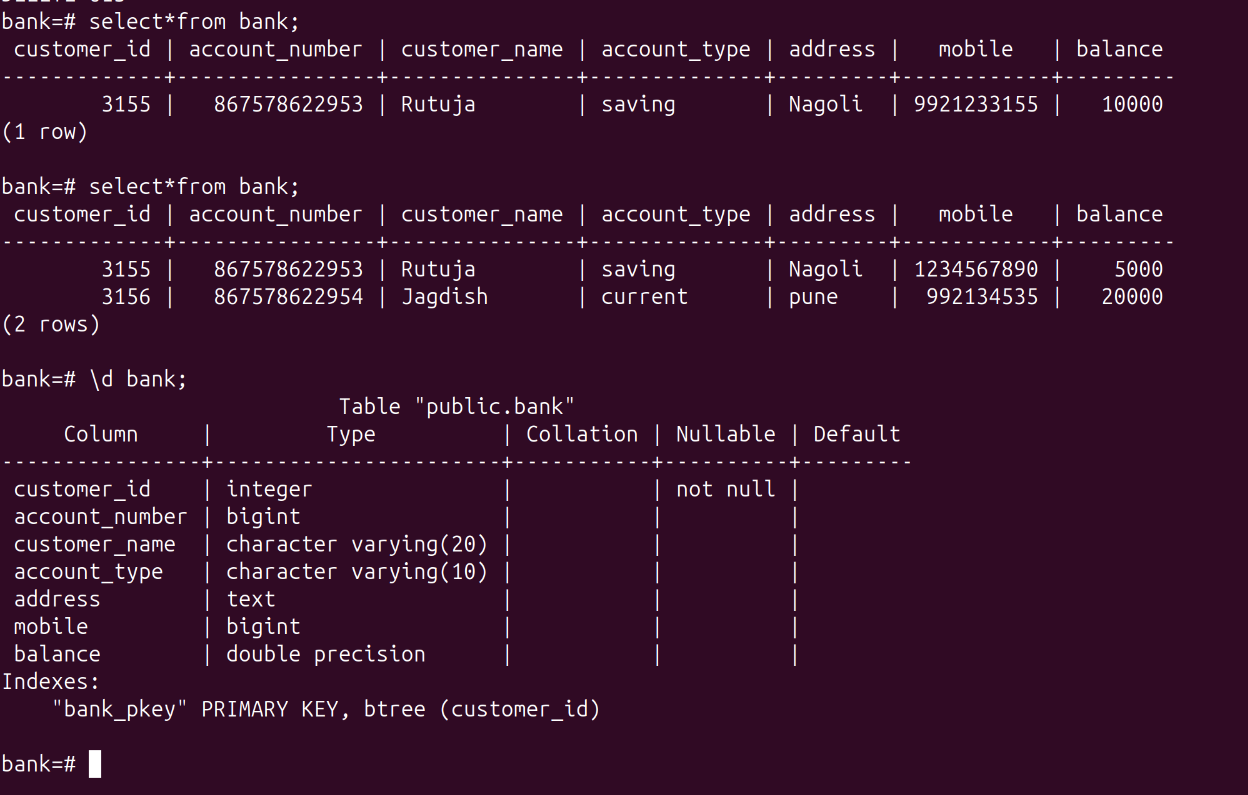 bank=# select*from bank;
 customer_id | account_number | customer_name | account_type | address |   mobile   | balance
-------------+----------------+---------------+--------------+---------+------------+---------
        3155 |   867578622953 | Rutuja        | saving       | Nagoli  | 9921233155 |   10000
(1 row)

bank=# select*from bank;
 customer_id | account_number | customer_name | account_type | address |   mobile   | balance
-------------+----------------+---------------+--------------+---------+------------+---------
        3155 |   867578622953 | Rutuja        | saving       | Nagoli  | 1234567890 |    5000
        3156 |   867578622954 | Jagdish       | current      | pune    |  992134535 |   20000
(2 rows)

bank=# \d bank;
                           Table "public.bank"
     Column     |         Type          | Collation | Nullable | Default
----------------+-----------------------+-----------+----------+---------
 customer_id    | integer               |           | not null |
 account_number | bigint                |           |          |
 customer_name  | character varying(20) |           |          |
 account_type   | character varying(10) |           |          |
 address        | text                  |           |          |
 mobile         | bigint                |           |          |
 balance        | double precision      |           |          |
Indexes:
    "bank_pkey" PRIMARY KEY, btree (customer_id)

bank=#